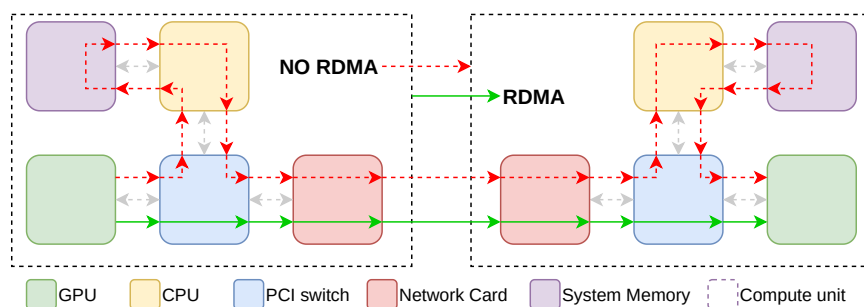 NO RDMA
RDMA
GPU CPU PCI switch Network Card System Memory Compute unit